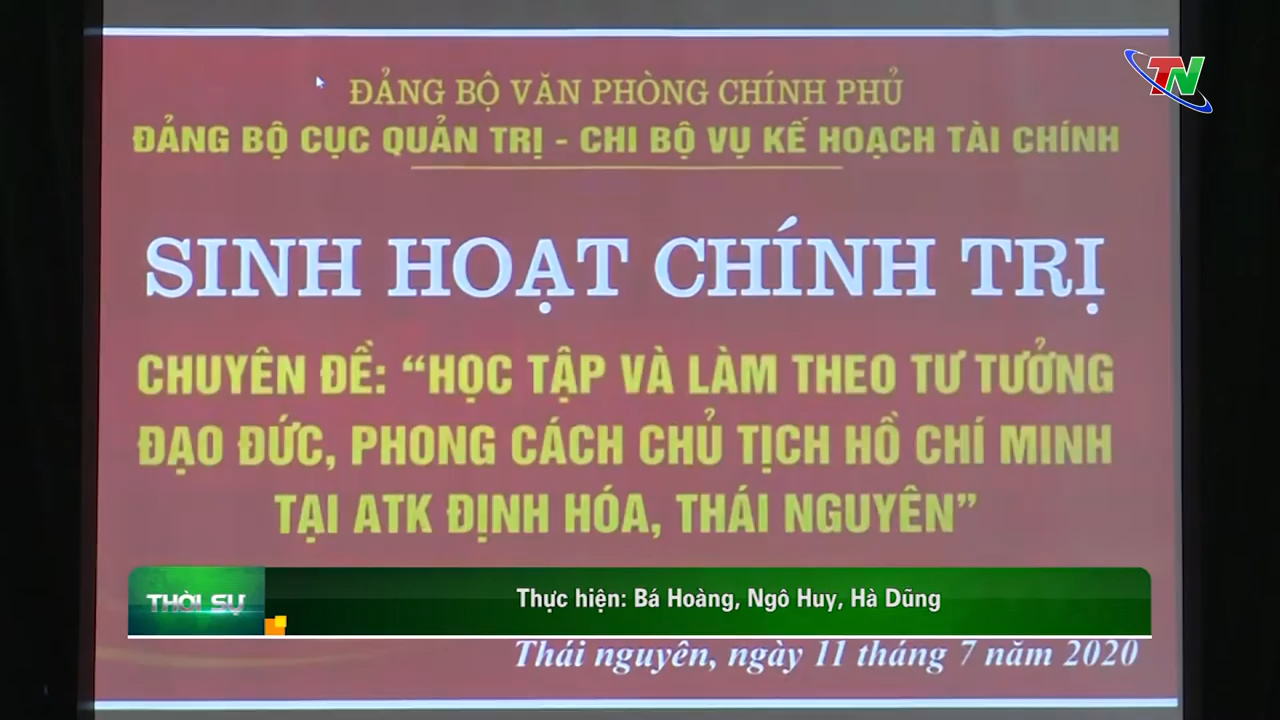 ĐẢNG BỘ VĂN PHÒNG CHÍNH PHỦ
TN
ĐẢNG BỘ CỤC QUẢN TRỊ - CHI BỘ VỤ KẾ HOẠCH TÀI CHÍNH
SINH HOẠT CHÍNH TRỊ
CHUYÊN ĐỀ: “HỌC TẬP VÀ LÀM THEO TƯ TƯỞNG
ĐẠO ĐỨC, PHONG CÁCH CHỦ TỊCH HỒ CHÍ MINH
TẠI ATK ĐỊNH HÓA, THÁI NGUYÊN”
THỜI SỰ
Thực hiện: Bá Hoàng, Ngô Huy, Hà Dũng
Thái nguyên, ngày 11 tháng 7 năm 2020